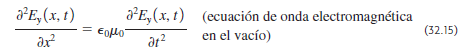 ∂²E_y(x, t)/∂x² = ϵ₀μ₀ ∂²E_y(x, t)/∂t² (ecuación de onda electromagnética
en el vacío) (32.15)